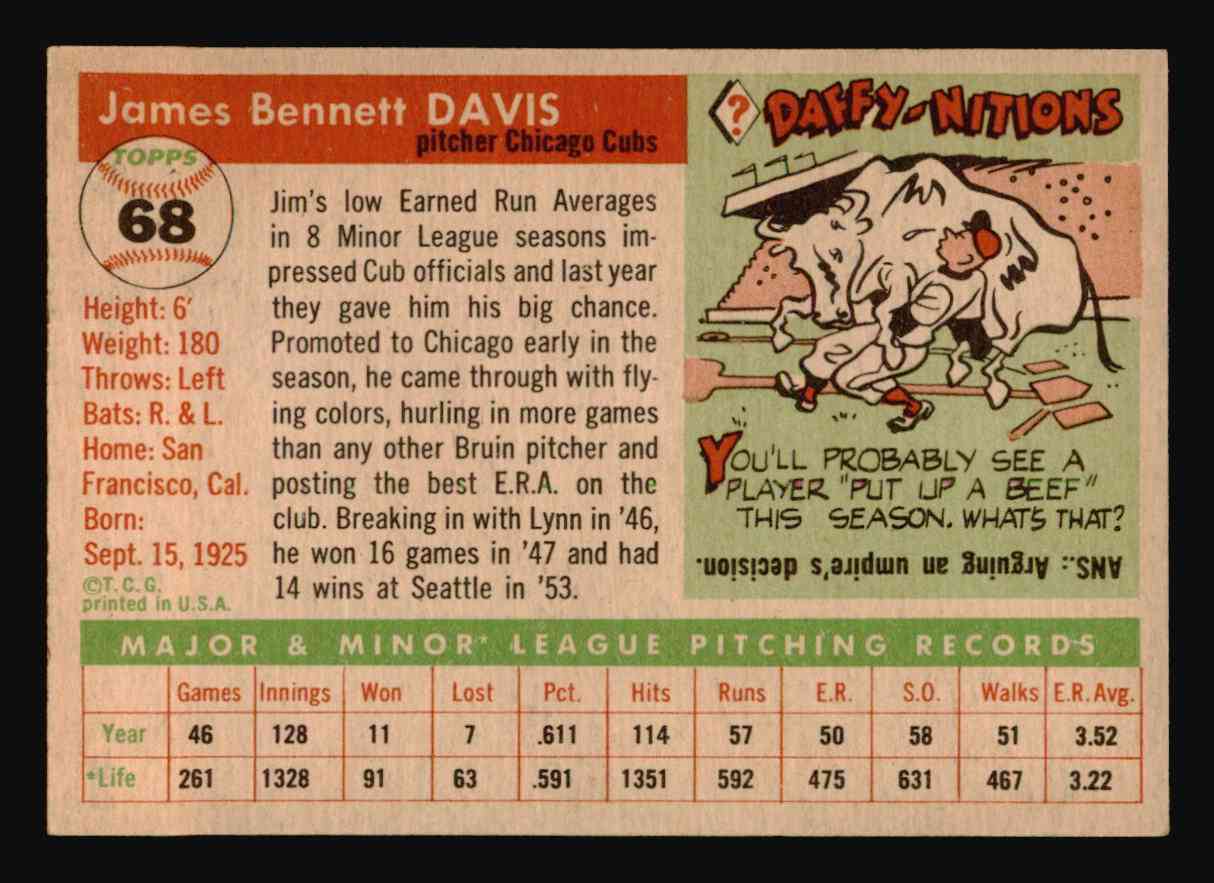 James Bennett DAVIS
pitcher Chicago Cubs
TOPPS
68
Height: 6'
Weight: 180
Throws: Left
Bats: R. & L.
Home: San
Francisco, Cal.
Born:
Sept. 15, 1925
©T. C. G.
printed in U.S.A.
Jim's low Earned Run Averages
in 8 Minor League seasons im-
pressed Cub officials and last year
they gave him his big chance.
Promoted to Chicago early in the
season, he came through with fly-
ing colors, hurling in more games
than any other Bruin pitcher and
posting the best E.R.A. on the
club. Breaking in with Lynn in '46,
he won 16 games in '47 and had
14 wins at Seattle in '53.
? DAFFY-NITIONS
YOU'LL PROBABLY SEE A
PLAYER "PUT UP A BEEF"
THIS SEASON. WHAT'S THAT?
ANS.: Arguing an umpire's decision.
MAJOR & MINOR* LEAGUE PITCHING RECORDS
Games Innings Won Lost Pct. Hits Runs E.R. S.O. Walks E.R. Avg.
Year 46 128 11 7 .611 114 57 50 58 51 3.52
*Life 261 1328 91 63 .591 1351 592 475 631 467 3.22